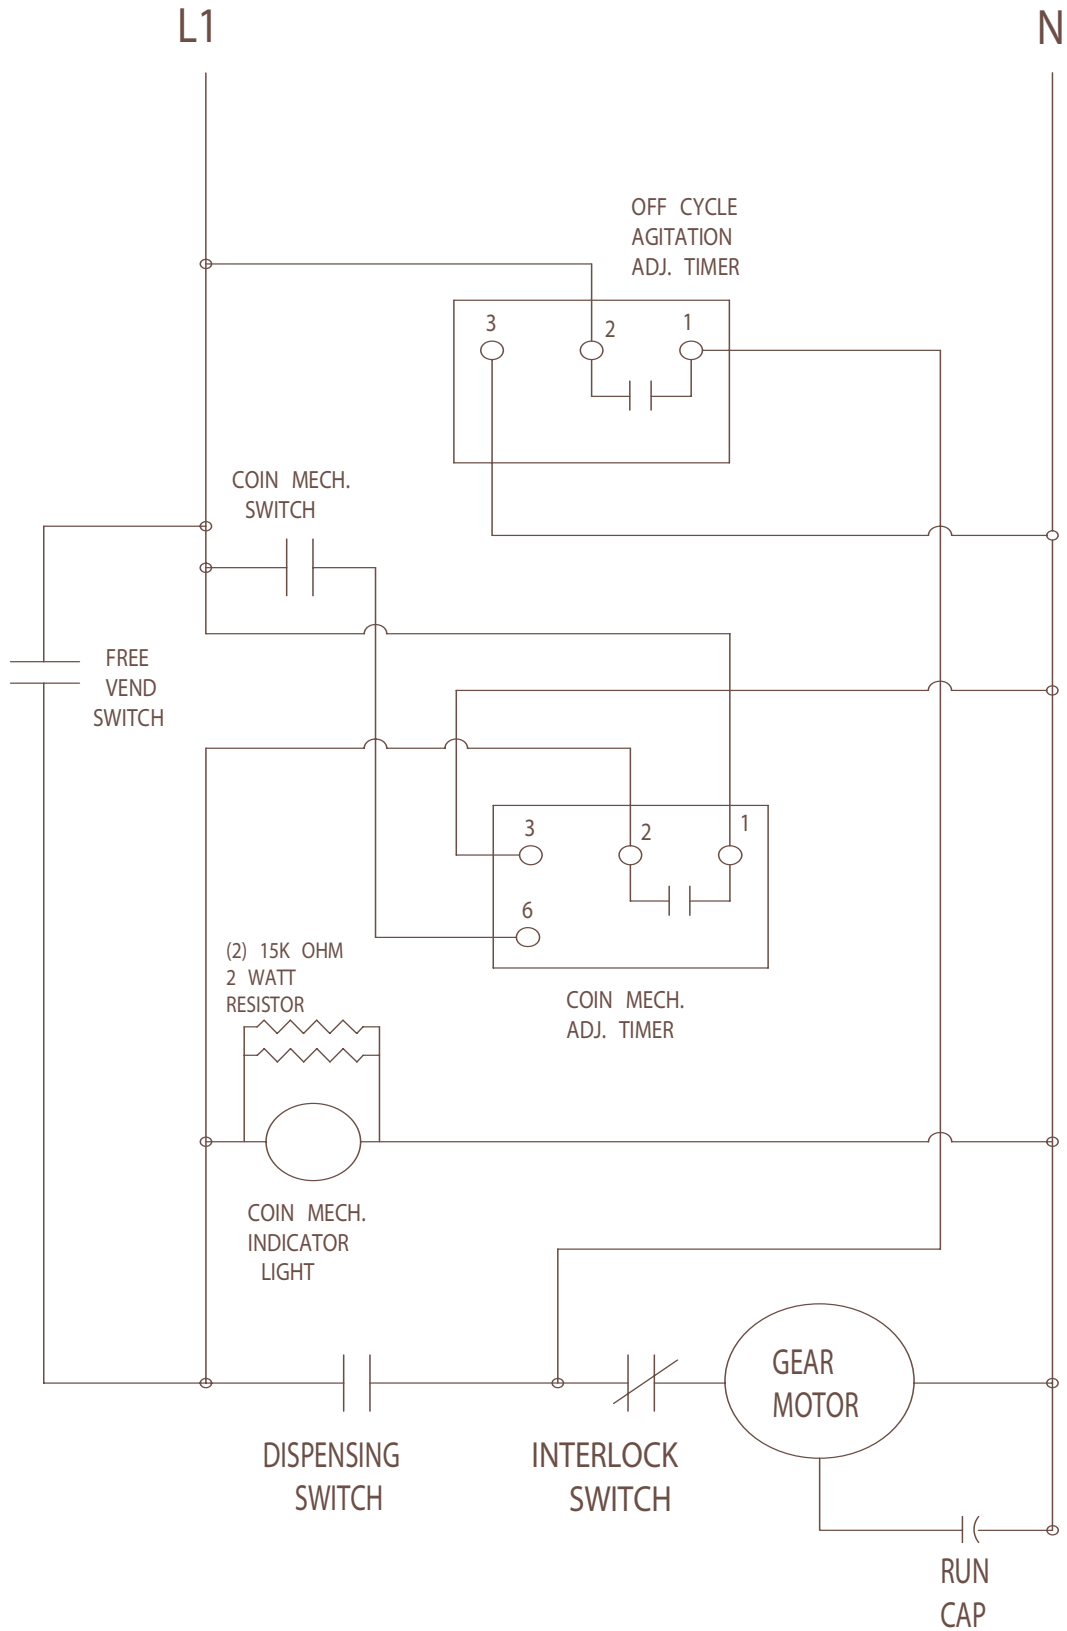 L1
N
OFF CYCLE
AGITATION
ADJ. TIMER
3
2
1
COIN MECH.
SWITCH
FREE
VEND
SWITCH
3
2
1
6
(2) 15K OHM
2 WATT
RESISTOR
COIN MECH.
ADJ. TIMER
COIN MECH.
INDICATOR
LIGHT
GEAR
MOTOR
DISPENSING
SWITCH
INTERLOCK
SWITCH
RUN
CAP